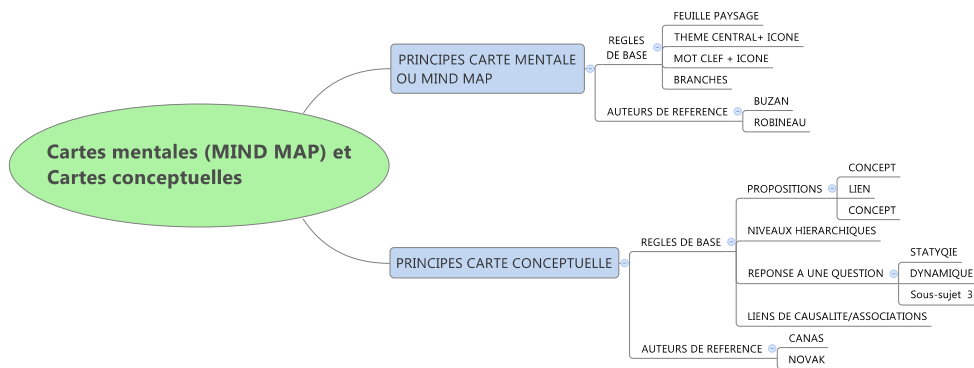 Cartes mentales (MIND MAP) et
Cartes conceptuelles
PRINCIPES CARTE MENTALE
OU MIND MAP
REGLES
DE BASE
FEUILLE PAYSAGE
THEME CENTRAL+ ICONE
MOT CLEF + ICONE
BRANCHES
AUTEURS DE REFERENCE
BUZAN
ROBINEAU
PRINCIPES CARTE CONCEPTUELLE
REGLES DE BASE
PROPOSITIONS
CONCEPT
LIEN
CONCEPT
NIVEAUX HIERARCHIQUES
REPONSE A UNE QUESTION
STATYQIE
DYNAMIQUE
Sous-sujet 3
LIENS DE CAUSALITE/ASSOCIATIONS
AUTEURS DE REFERENCE
CANAS
NOVAK